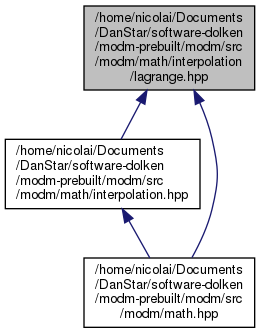 /home/nicolai/Documents
/DanStar/software-dolken
/modm-prebuilt/modm/src
/modm/math/interpolation
/lagrange.hpp
/home/nicolai/Documents
/DanStar/software-dolken
/modm-prebuilt/modm/src
/modm/math/interpolation.hpp
/home/nicolai/Documents
/DanStar/software-dolken
/modm-prebuilt/modm/src
/modm/math.hpp